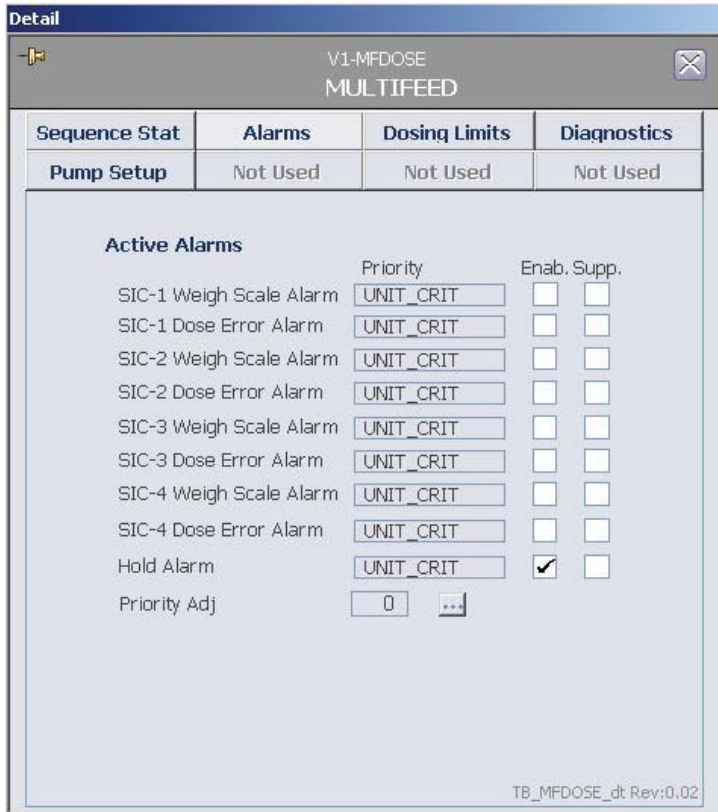 Detail
V1-MFDOSE
MULTIFEED
Sequence Stat Alarms Dosing Limits Diagnostics
Pump Setup Not Used Not Used Not Used
Active Alarms
Priority Enab. Supp.
SIC-1 Weigh Scale Alarm UNIT_CRIT
SIC-1 Dose Error Alarm UNIT_CRIT
SIC-2 Weigh Scale Alarm UNIT_CRIT
SIC-2 Dose Error Alarm UNIT_CRIT
SIC-3 Weigh Scale Alarm UNIT_CRIT
SIC-3 Dose Error Alarm UNIT_CRIT
SIC-4 Weigh Scale Alarm UNIT_CRIT
SIC-4 Dose Error Alarm UNIT_CRIT
Hold Alarm UNIT_CRIT
Priority Adj 0 ...
TB_MFDOSE_dt Rev:0.02